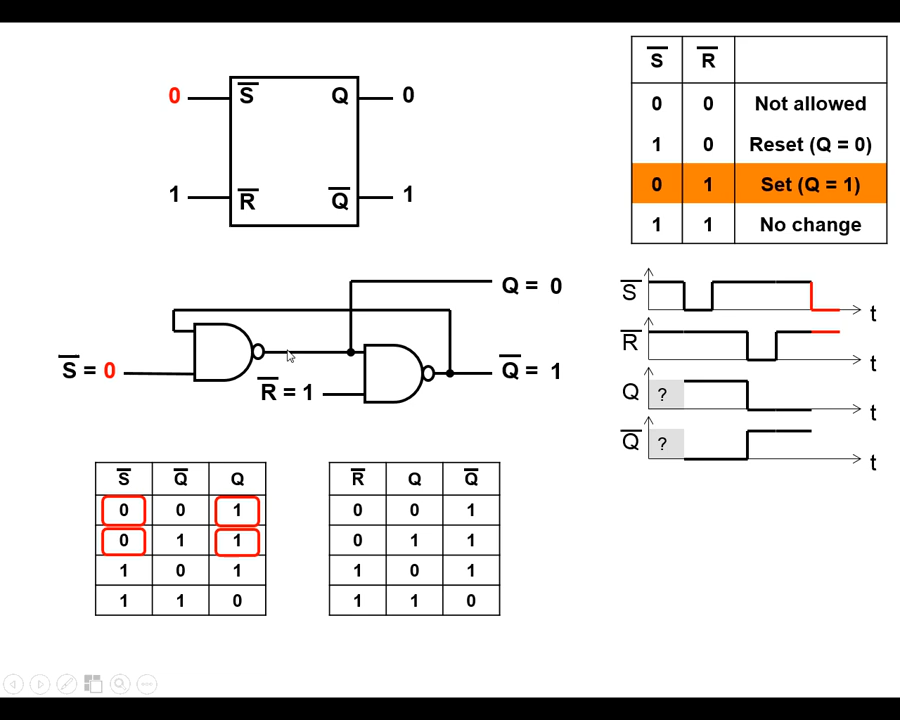 0 S̅ Q 0
1 R̅ Q̅ 1
S̅ R̅
0 0 Not allowed
1 0 Reset (Q = 0)
0 1 Set (Q = 1)
1 1 No change
Q = 0
S̅ = 0
R̅ = 1
Q̅ = 1
S̅ t
R̅ t
Q ? t
Q̅ ? t
S̅ Q̅ Q
0 0 1
0 1 1
1 0 1
1 1 0
R̅ Q Q̅
0 0 1
0 1 1
1 0 1
1 1 0